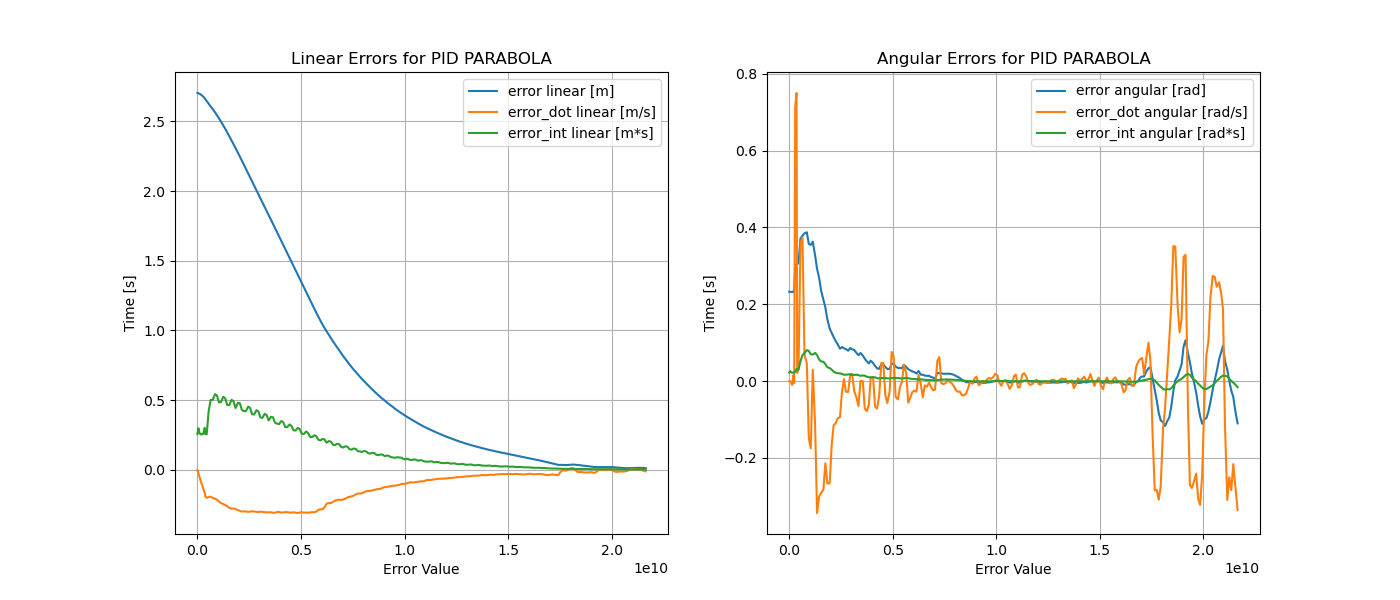 Linear Errors for PID PARABOLA
error linear [m]
error_dot linear [m/s]
error_int linear [m*s]
2.5
2.0
1.5
1.0
0.5
0.0
Time [s]
0.0 0.5 1.0 1.5 2.0
1e10
Error Value
Angular Errors for PID PARABOLA
error angular [rad]
error_dot angular [rad/s]
error_int angular [rad*s]
0.8
0.6
0.4
0.2
0.0
−0.2
Time [s]
0.0 0.5 1.0 1.5 2.0
1e10
Error Value